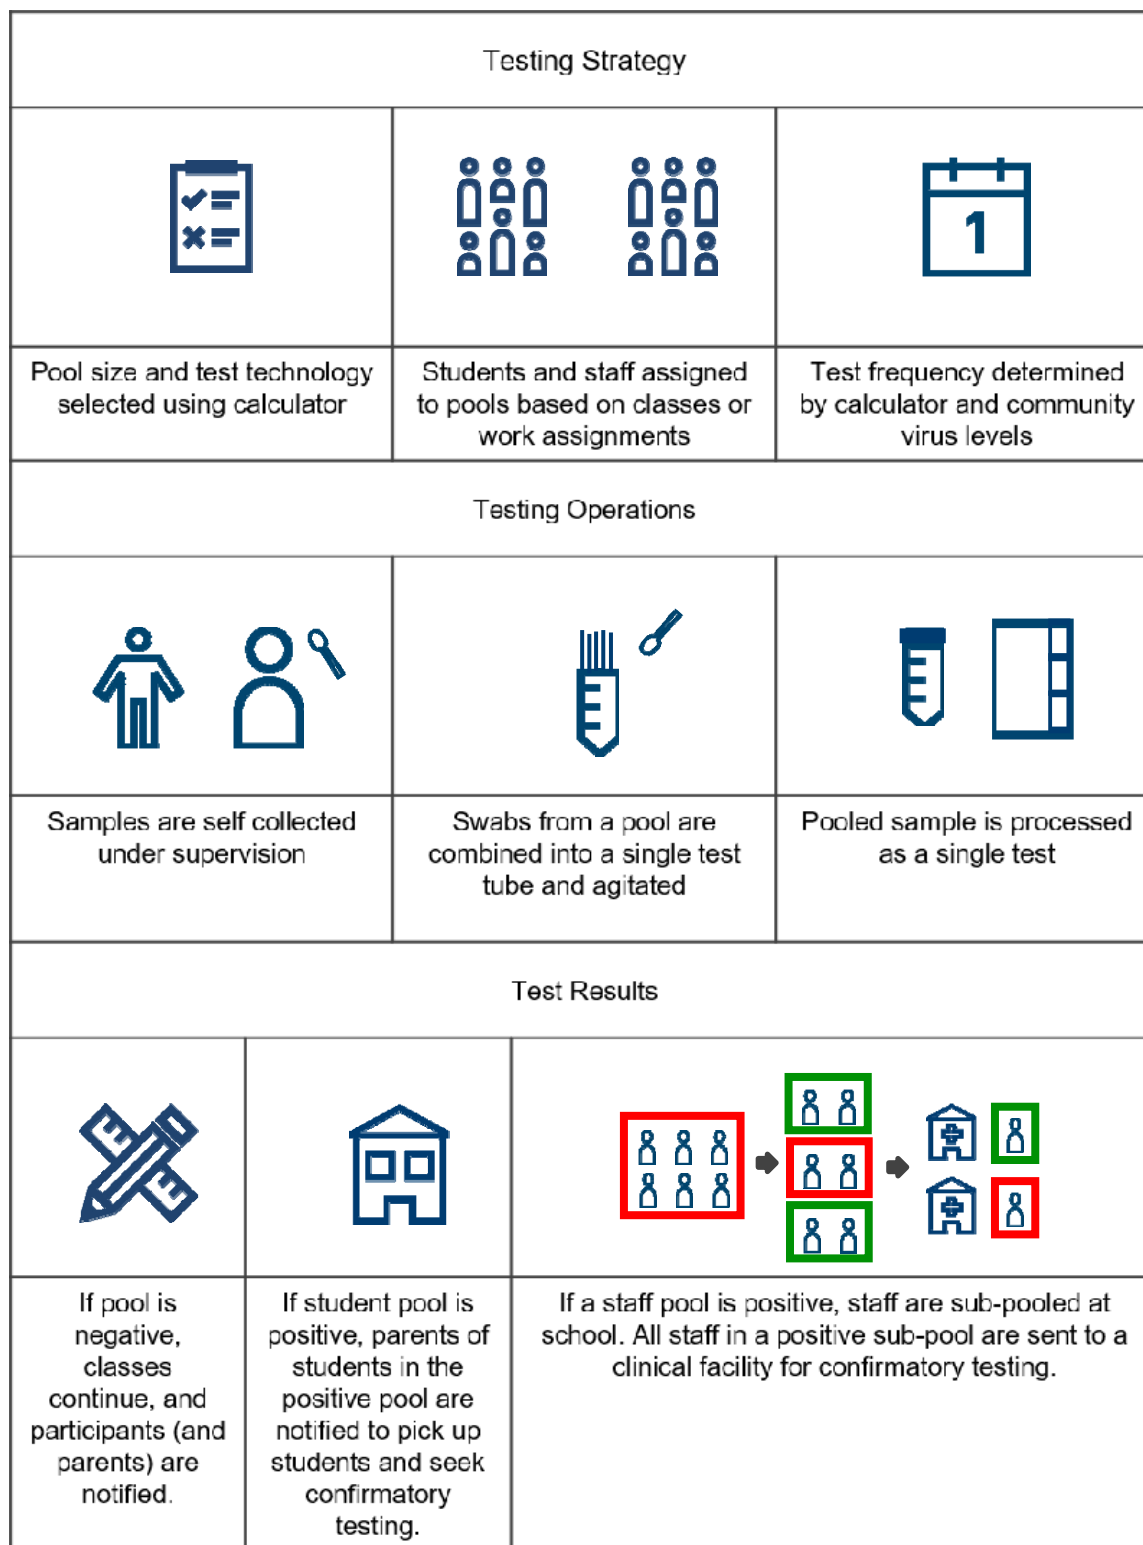 Testing Strategy
1
Pool size and test technology
selected using calculator
Students and staff assigned
to pools based on classes or
work assignments
Test frequency determined
by calculator and community
virus levels
Testing Operations
Samples are self collected
under supervision
Swabs from a pool are
combined into a single test
tube and agitated
Pooled sample is processed
as a single test
Test Results
If pool is
negative,
classes
continue, and
participants (and
parents) are
notified.
If student pool is
positive, parents of
students in the
positive pool are
notified to pick up
students and seek
confirmatory
testing.
If a staff pool is positive, staff are sub-pooled at
school. All staff in a positive sub-pool are sent to a
clinical facility for confirmatory testing.